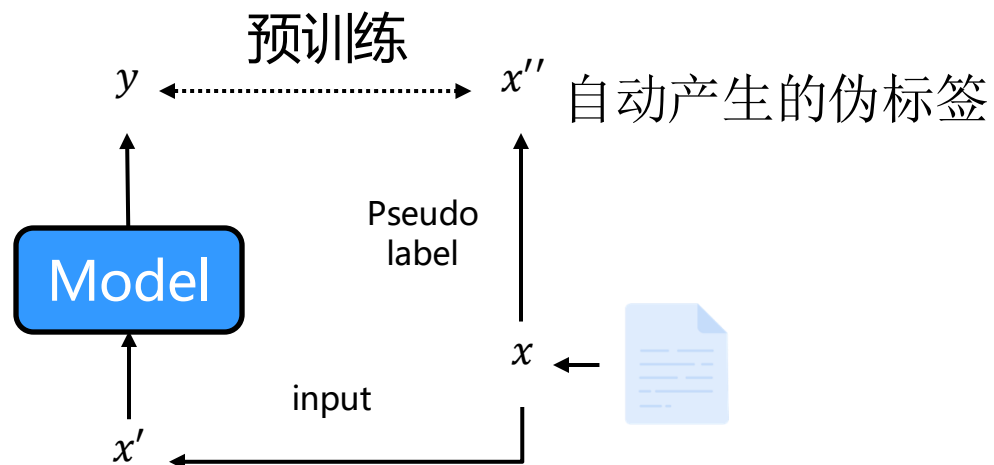 预训练
y
x′′
自动产生的伪标签
Pseudo
label
Model
x
input
x′